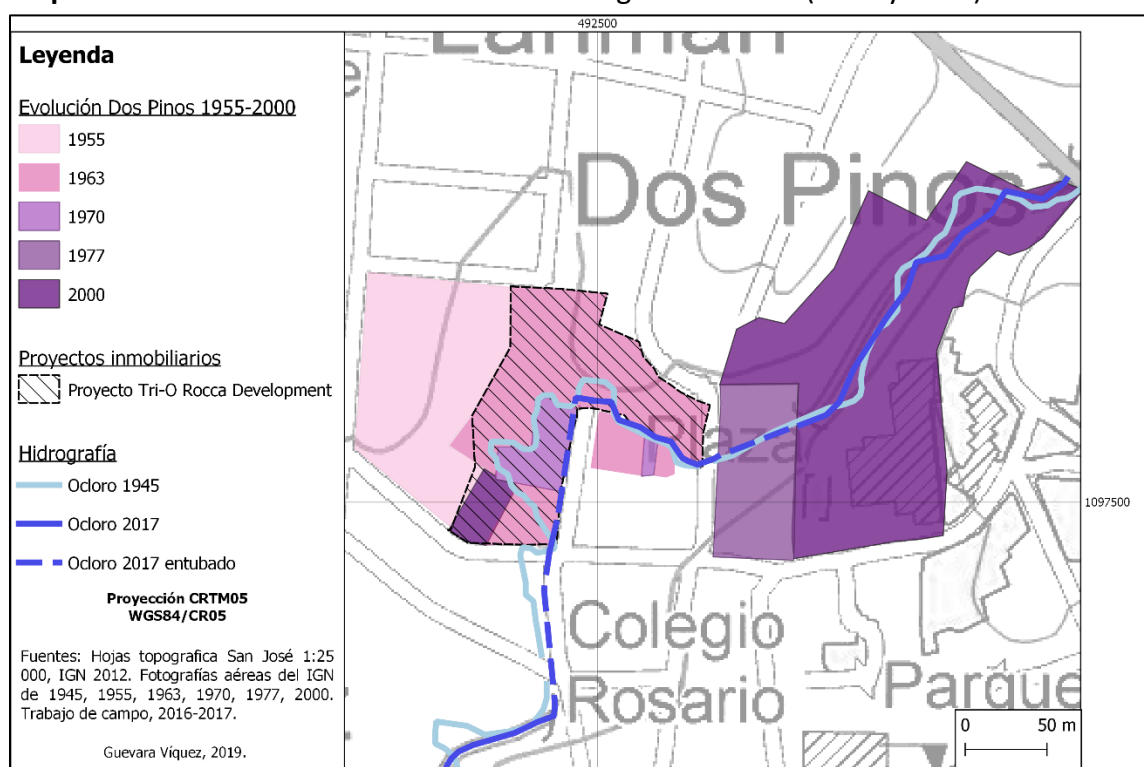 492500
Leyenda
Evolución Dos Pinos 1955-2000
1955
1963
1970
1977
2000
Proyectos inmobiliarios
Proyecto Tri-O Rocca Development
Hidrografía
Ocloro 1945
Ocloro 2017
Ocloro 2017 entubado
Proyección CRTM05
WGS84/CR05
Fuentes: Hojas topografica San José 1:25
000, IGN 2012. Fotografías aéreas del IGN
de 1945, 1955, 1963, 1970, 1977, 2000.
Trabajo de campo, 2016-2017.
Guevara Víquez, 2019.
Dos Pinos
Plaza
1097500
Colegio
Rosario
Parque
0 50 m